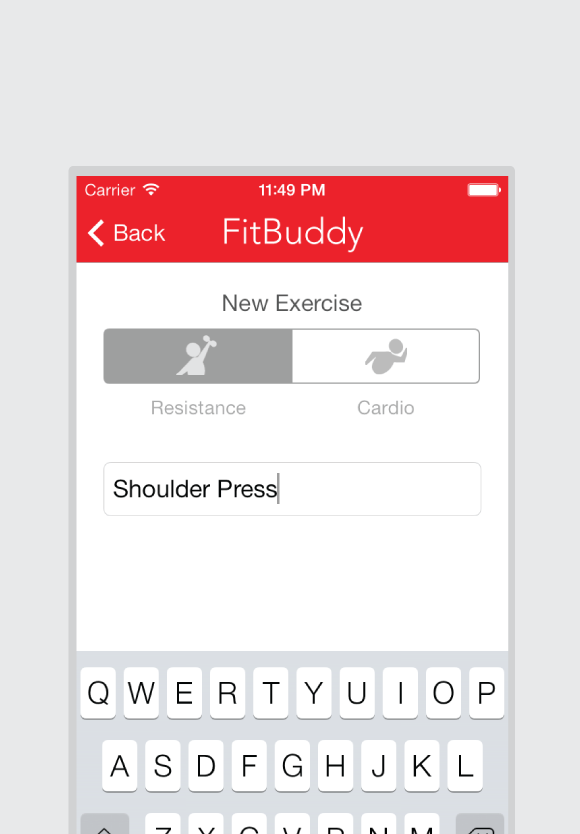 Carrier 11:49 PM
Back FitBuddy
New Exercise
Resistance Cardio
Shoulder Press
Q W E R T Y U I O P
A S D F G H J K L
Z X C V B N M